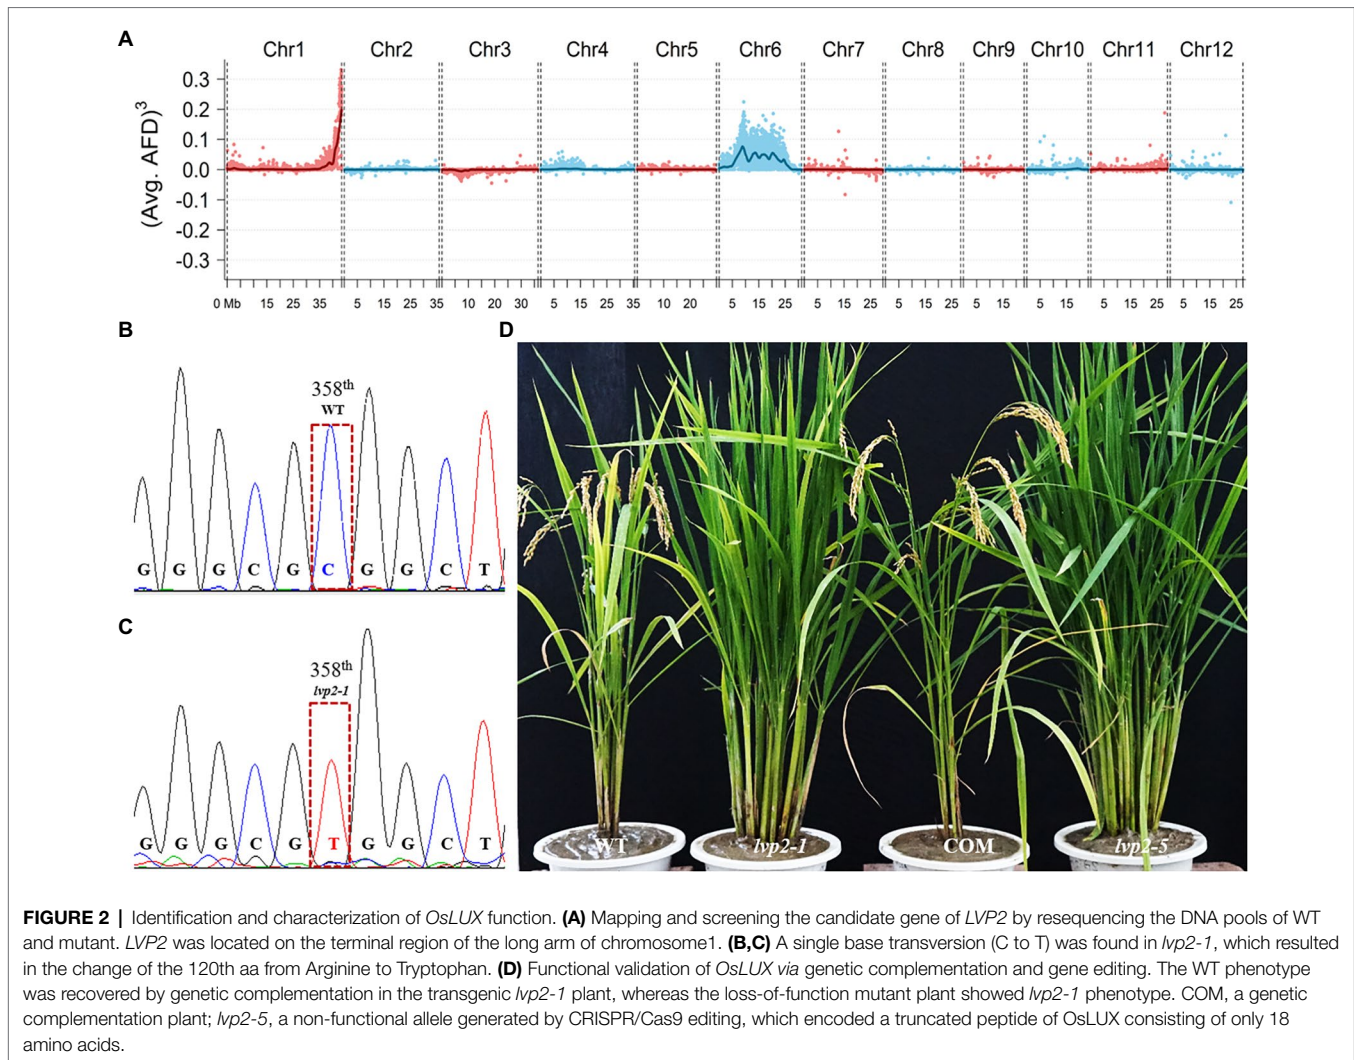 A
Chr1 Chr2 Chr3 Chr4 Chr5 Chr6 Chr7 Chr8 Chr9 Chr10 Chr11 Chr12
(Avg. AFD)³
0.3
0.2
0.1
0.0
-0.1
-0.2
-0.3
0 Mb 15 25 35 5 15 25 35 10 20 30 5 15 25 35 10 20 5 15 25 5 15 25 5 15 25 5 15 5 15 5 15 25 5 15 25
B
358th
WT
G G G C G C G G C T
C
358th
lvp2-1
G G G C G T G G C T
D
WT lvp2-1 COM lvp2-5
FIGURE 2 | Identification and characterization of OsLUX function. (A) Mapping and screening the candidate gene of LVP2 by resequencing the DNA pools of WT
and mutant. LVP2 was located on the terminal region of the long arm of chromosome1. (B,C) A single base transversion (C to T) was found in lvp2-1, which resulted
in the change of the 120th aa from Arginine to Tryptophan. (D) Functional validation of OsLUX via genetic complementation and gene editing. The WT phenotype
was recovered by genetic complementation in the transgenic lvp2-1 plant, whereas the loss-of-function mutant plant showed lvp2-1 phenotype. COM, a genetic
complementation plant; lvp2-5, a non-functional allele generated by CRISPR/Cas9 editing, which encoded a truncated peptide of OsLUX consisting of only 18
amino acids.